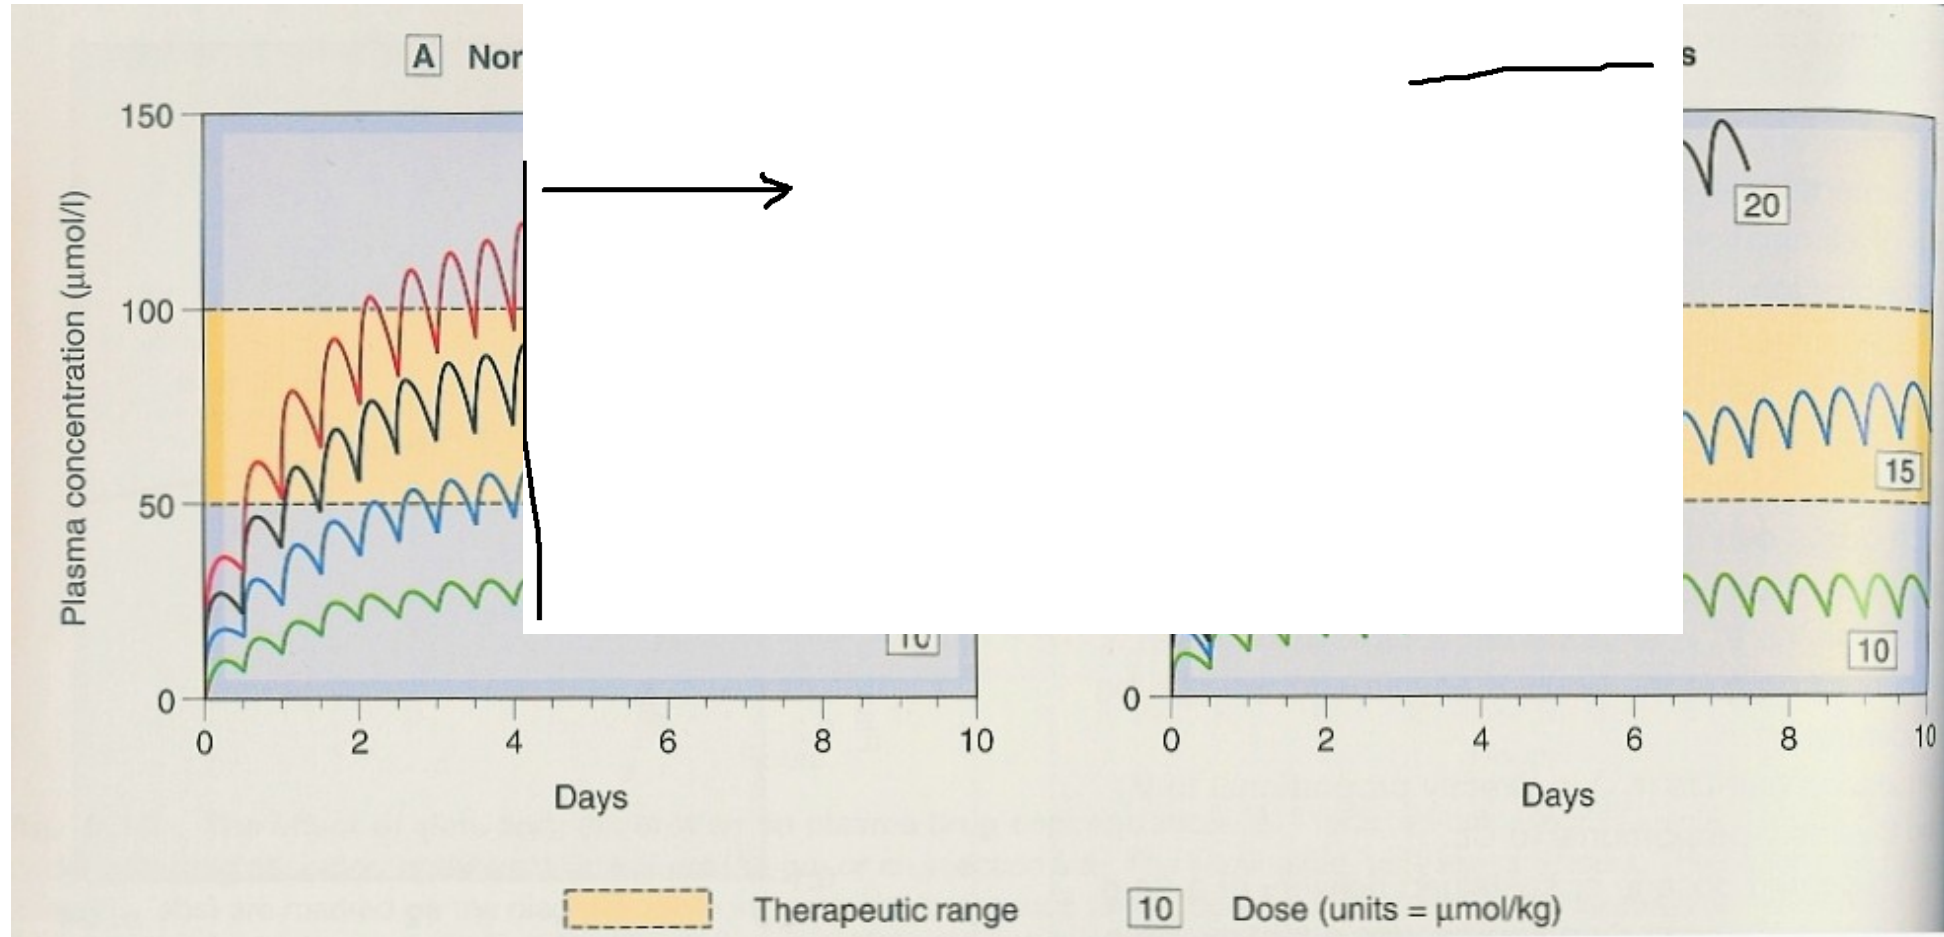 A Nor
s
150
100
50
0
Plasma concentration (μmol/l)
0 2 4 6 8 10
Days
20
15
10
0
0 2 4 6 8 10
Days
Therapeutic range
10 Dose (units = μmol/kg)